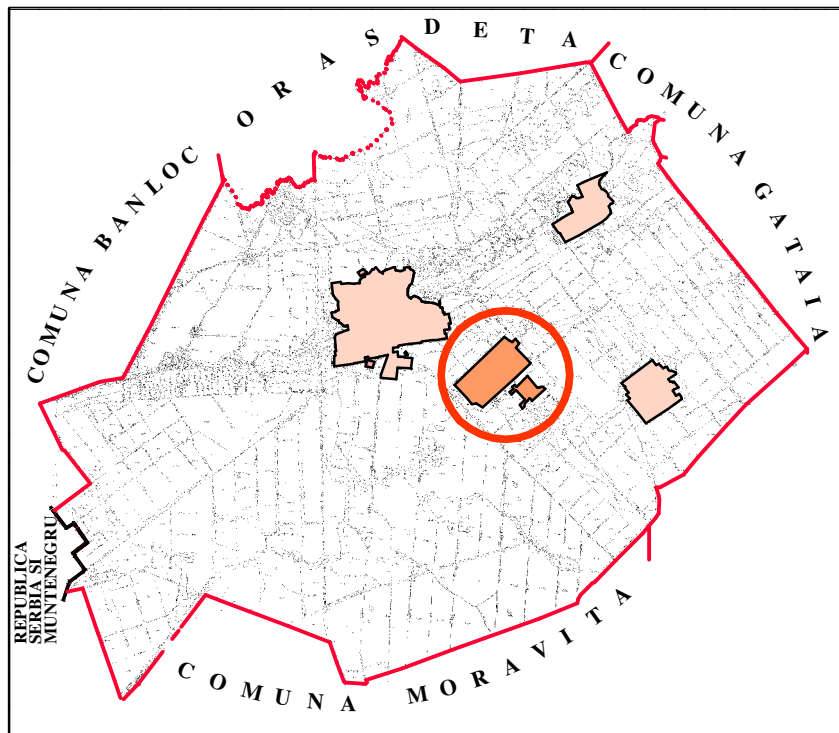 ORAS DETA
COMUNA GATAIA
COMUNA BANLOC
REPUBLICA
SERBIA SI
MUNTENEGRU
COMUNA MORAVITA